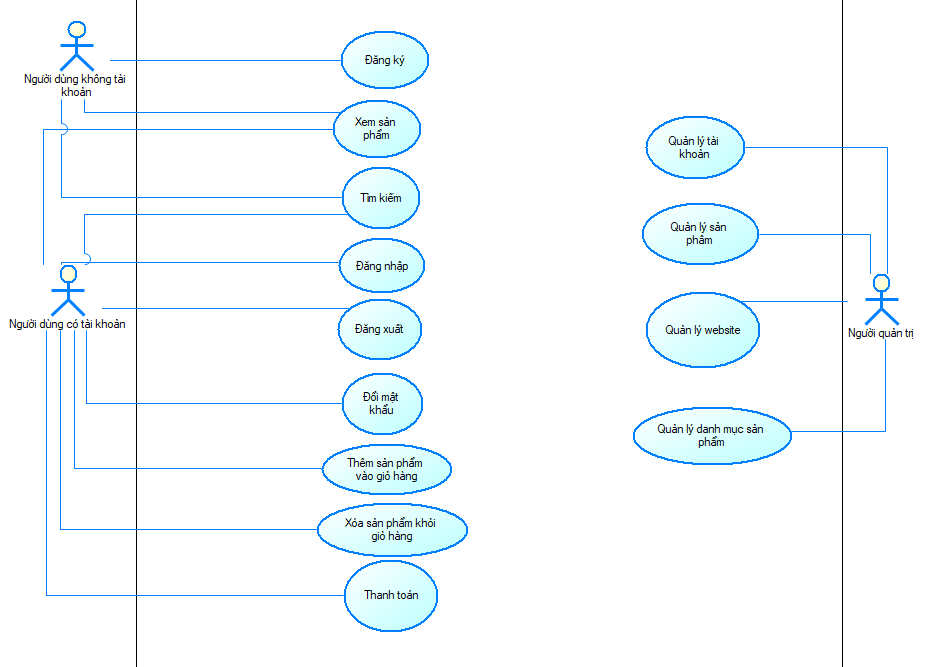 Người dùng không tài
khoản
Đăng ký
Xem sản
phẩm
Tìm kiếm
Đăng nhập
Người dùng có tài khoản
Đăng xuất
Đổi mật
khẩu
Thêm sản phẩm
vào giỏ hàng
Xóa sản phẩm khỏi
giỏ hàng
Thanh toán
Quản lý tài
khoản
Quản lý sản
phâm
Quản lý website
Người quản trị
Quản lý danh mục sản
phẩm